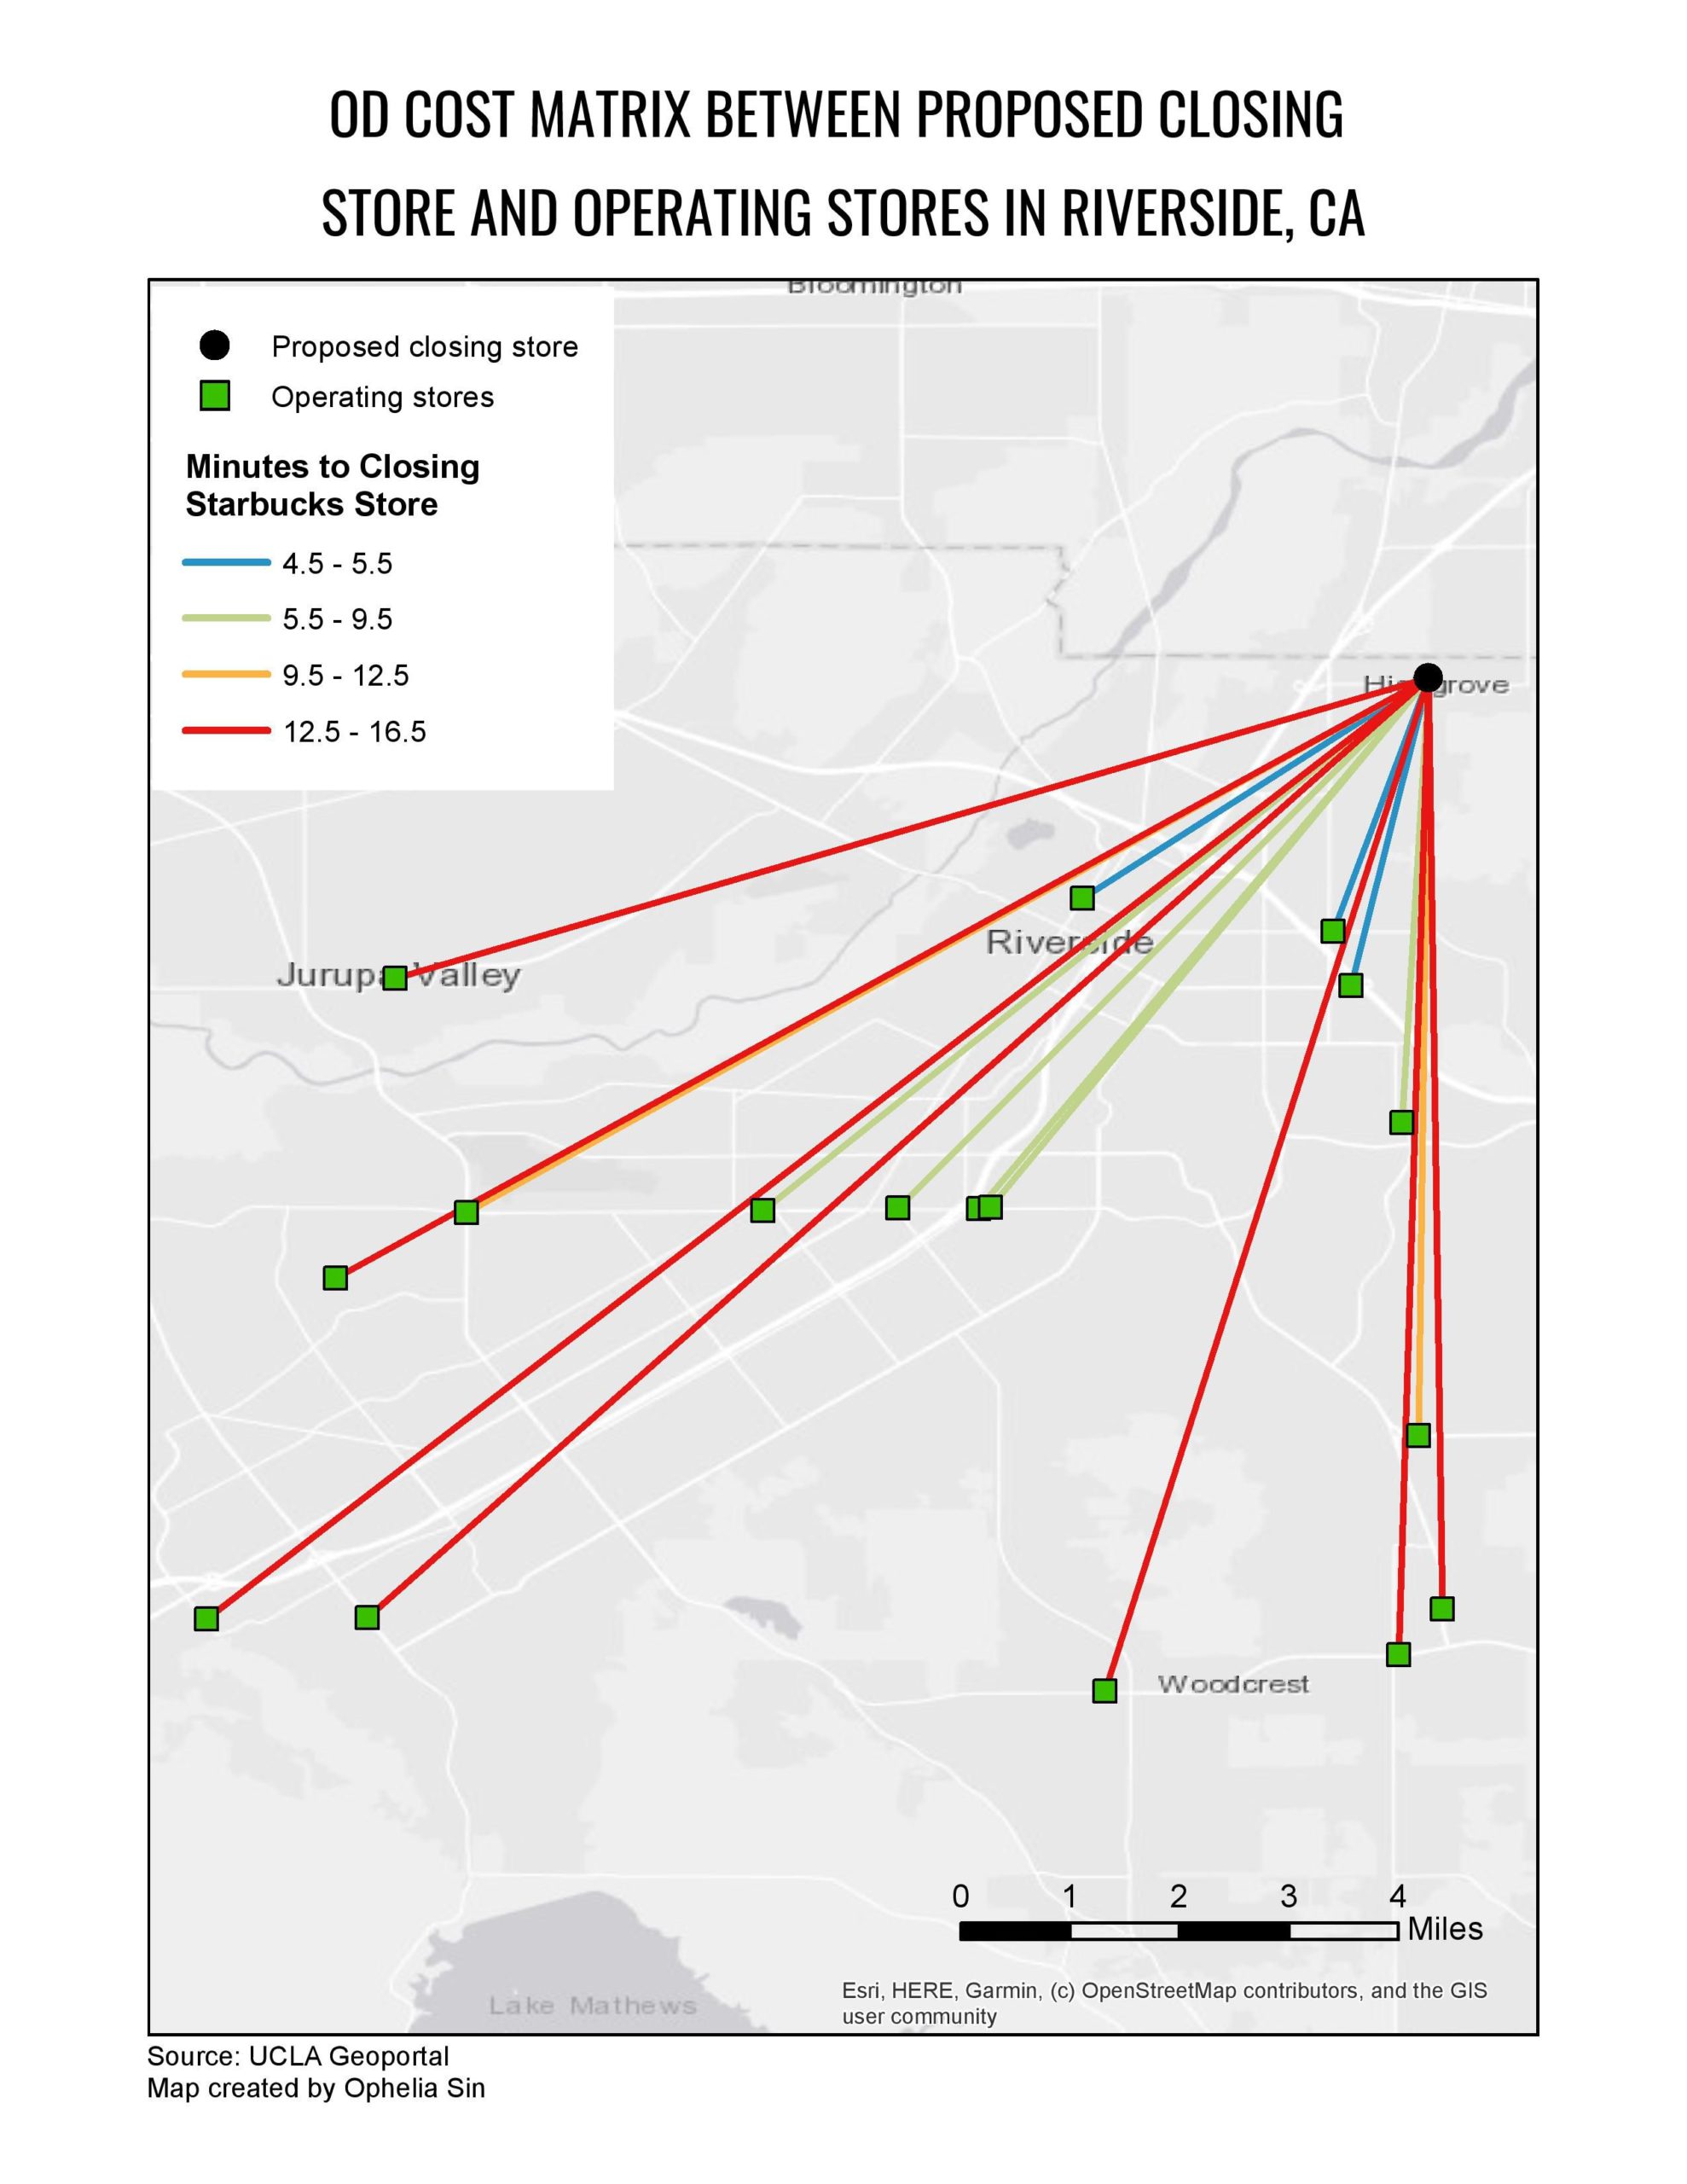 OD COST MATRIX BETWEEN PROPOSED CLOSING
STORE AND OPERATING STORES IN RIVERSIDE, CA
Bloomington
Proposed closing store
Operating stores
Minutes to Closing
Starbucks Store
4.5 - 5.5
5.5 - 9.5
9.5 - 12.5
12.5 - 16.5
Riverside
Jurupa Valley
Woodcrest
0 1 2 3 4
Miles
Esri, HERE, Garmin, (c) OpenStreetMap contributors, and the GIS
user community
Lake Mathews
Source: UCLA Geoportal
Map created by Ophelia Sin